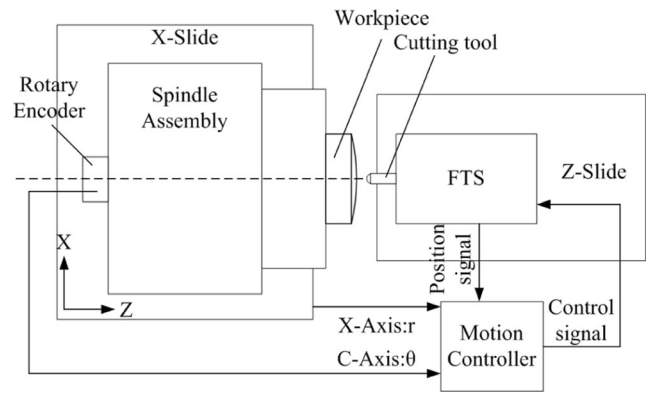 Workpiece
X-Slide
Cutting tool
Rotary
Encoder
Spindle
Assembly
FTS
Z-Slide
Position
signal
X
Z
X-Axis:r
Motion
Controller
Control
signal
C-Axis:θ